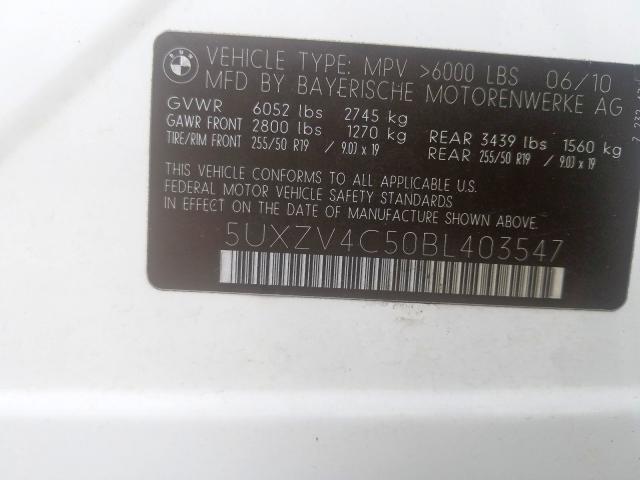 BMW
VEHICLE TYPE: MPV >6000 LBS 06/10
MFD BY BAYERISCHE MOTORENWERKE AG
GVWR 6052 lbs 2745 kg
GAWR FRONT 2800 lbs 1270 kg REAR 3439 lbs 1560 kg
TIRE/RIM FRONT 255/50 R19 / 9.0J x 19 REAR 255/50 R19 / 9.0J x 19
THIS VEHICLE CONFORMS TO ALL APPLICABLE U.S.
FEDERAL MOTOR VEHICLE SAFETY STANDARDS
IN EFFECT ON THE DATE OF MANUFACTURE SHOWN ABOVE.
5UXZV4C50BL403547